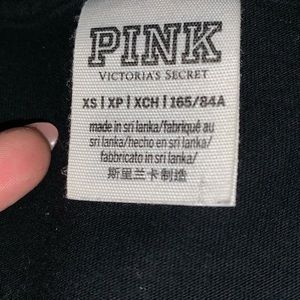 PINK
VICTORIA'S SECRET
XS | XP | XCH | 165/84A
made in sri lanka/fabriqué au
sri lanka/hecho en sri lanka/
fabbricato in sri lanka/
斯里兰卡制造